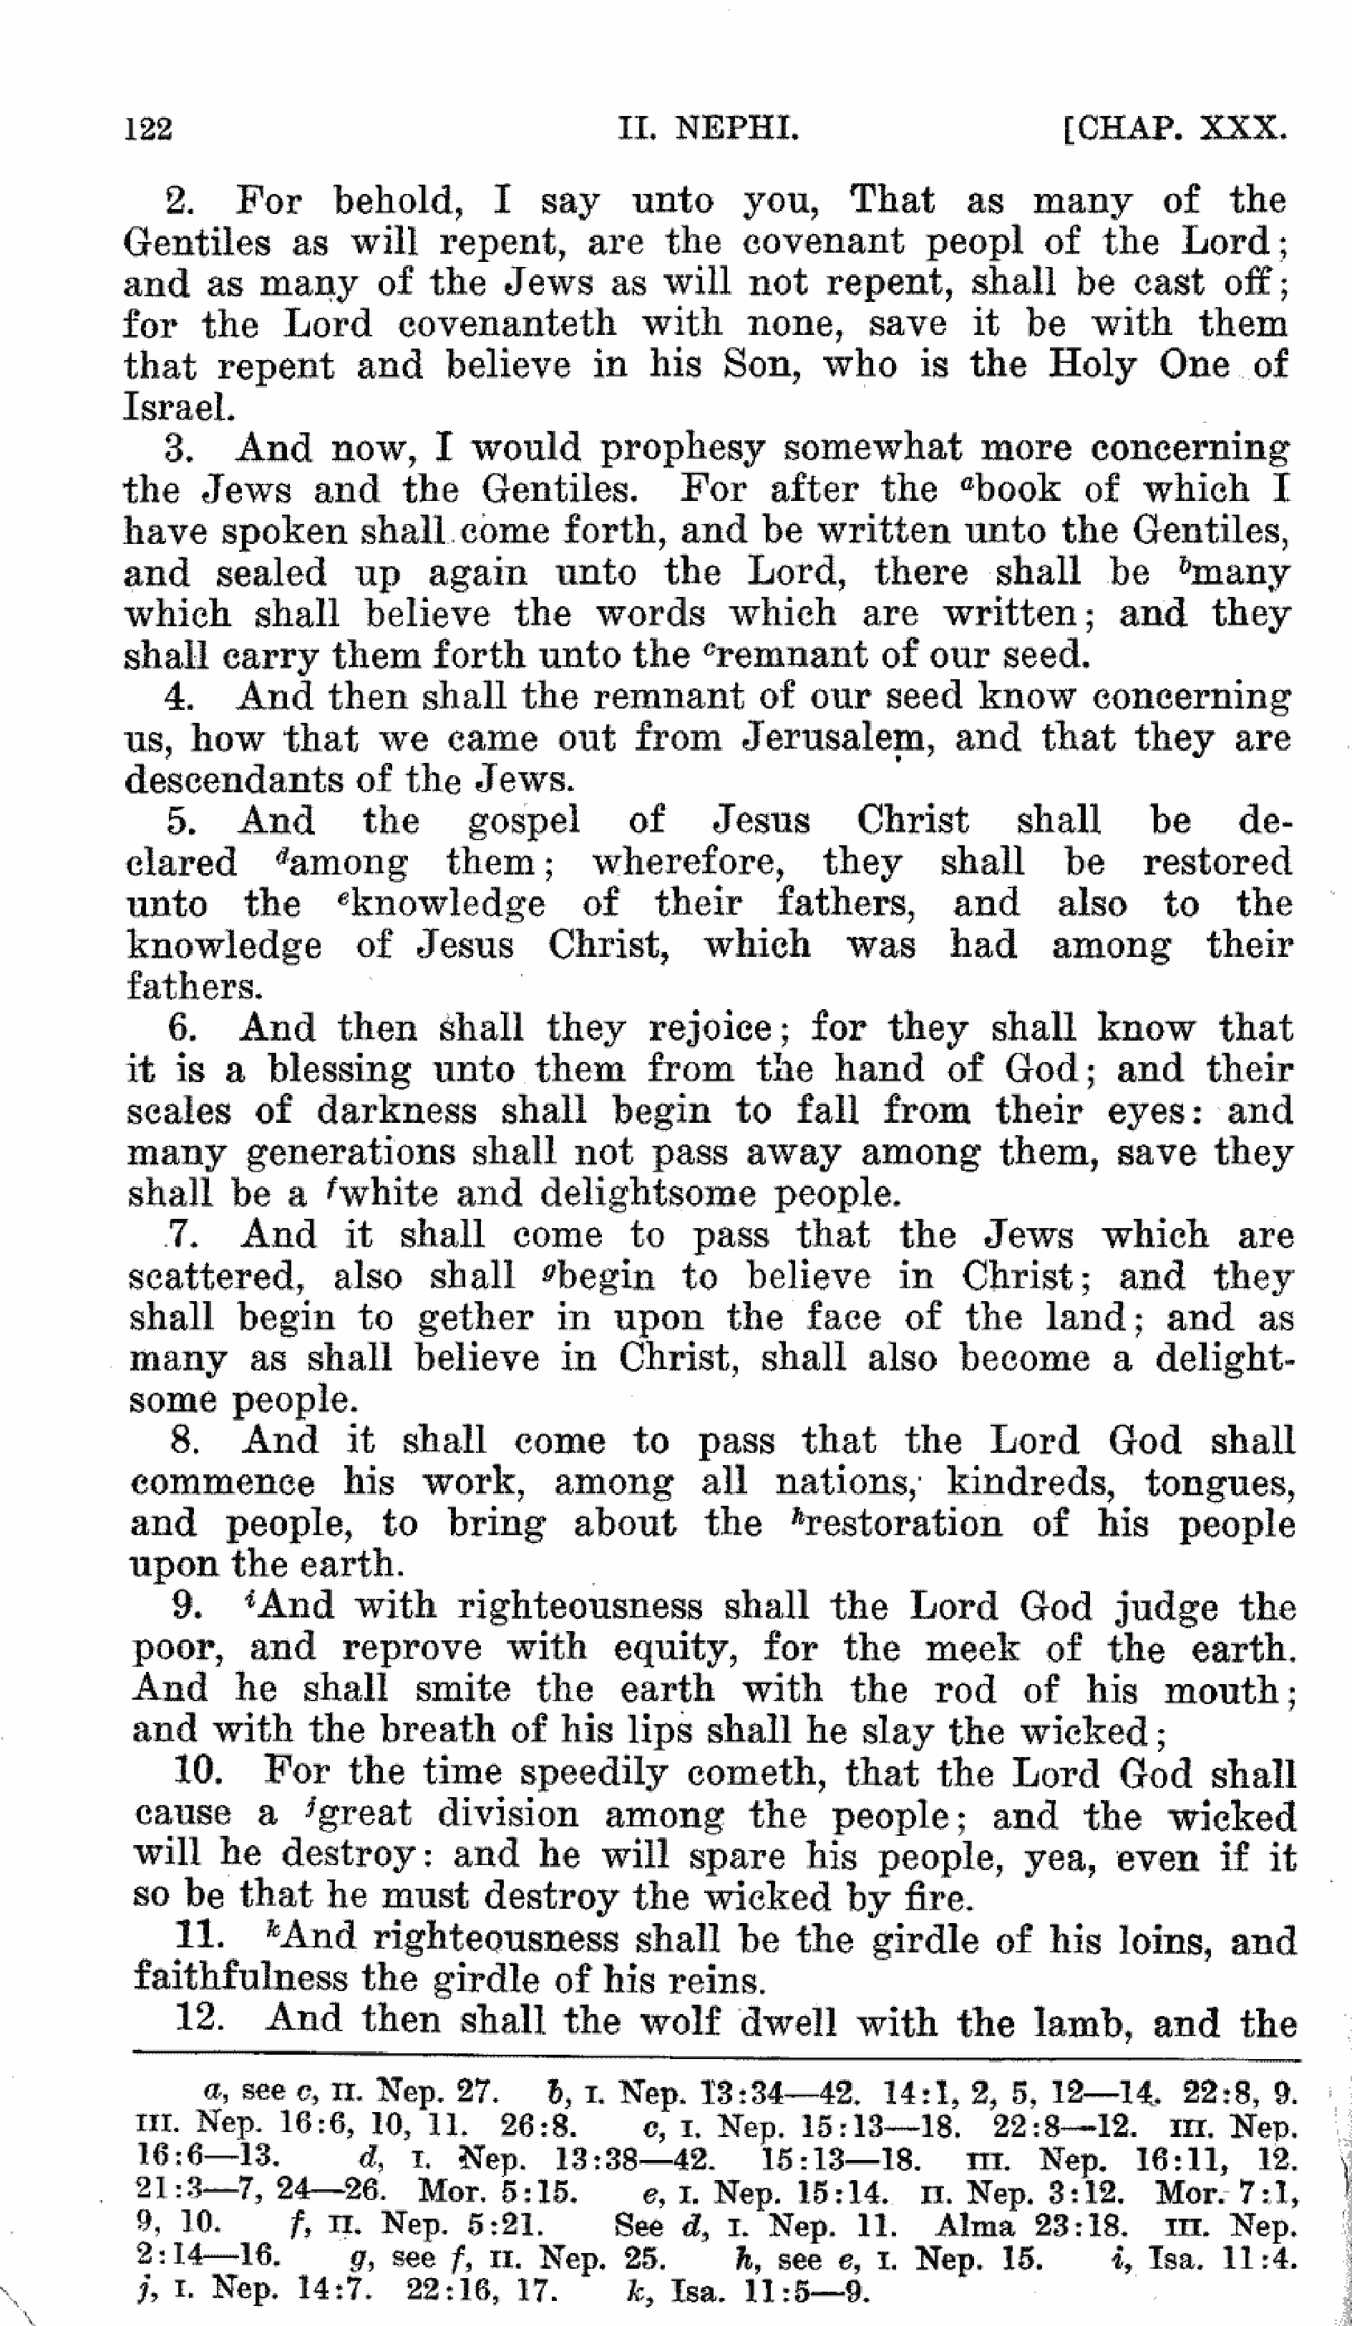 122 II. NEPHI. [CHAP. XXX.
2. For behold, I say unto you, That as many of the
Gentiles as will repent, are the covenant peopl of the Lord;
and as many of the Jews as will not repent, shall be cast off;
for the Lord covenanteth with none, save it be with them
that repent and believe in his Son, who is the Holy One of
Israel.
3. And now, I would prophesy somewhat more concerning
the Jews and the Gentiles. For after the ᵃbook of which I
have spoken shall come forth, and be written unto the Gentiles,
and sealed up again unto the Lord, there shall be ᵇmany
which shall believe the words which are written; and they
shall carry them forth unto the ᶜremnant of our seed.
4. And then shall the remnant of our seed know concerning
us, how that we came out from Jerusalem, and that they are
descendants of the Jews.
5. And the gospel of Jesus Christ shall be de-
clared ᵈamong them; wherefore, they shall be restored
unto the ᵉknowledge of their fathers, and also to the
knowledge of Jesus Christ, which was had among their
fathers.
6. And then shall they rejoice; for they shall know that
it is a blessing unto them from the hand of God; and their
scales of darkness shall begin to fall from their eyes: and
many generations shall not pass away among them, save they
shall be a ᶠwhite and delightsome people.
7. And it shall come to pass that the Jews which are
scattered, also shall ᵍbegin to believe in Christ; and they
shall begin to gether in upon the face of the land; and as
many as shall believe in Christ, shall also become a delight-
some people.
8. And it shall come to pass that the Lord God shall
commence his work, among all nations, kindreds, tongues,
and people, to bring about the ʰrestoration of his people
upon the earth.
9. ⁱAnd with righteousness shall the Lord God judge the
poor, and reprove with equity, for the meek of the earth.
And he shall smite the earth with the rod of his mouth;
and with the breath of his lips shall he slay the wicked;
10. For the time speedily cometh, that the Lord God shall
cause a ʲgreat division among the people; and the wicked
will he destroy: and he will spare his people, yea, even if it
so be that he must destroy the wicked by fire.
11. ᵏAnd righteousness shall be the girdle of his loins, and
faithfulness the girdle of his reins.
12. And then shall the wolf dwell with the lamb, and the
a, see c, II. Nep. 27. b, I. Nep. 13:34—42. 14:1, 2, 5, 12—14. 22:8, 9.
III. Nep. 16:6, 10, 11. 26:8. c, I. Nep. 15:13—18. 22:8—12. III. Nep.
16:6—13. d, I. Nep. 13:38—42. 15:13—18. III. Nep. 16:11, 12.
21:3—7, 24—26. Mor. 5:15. e, I. Nep. 15:14. II. Nep. 3:12. Mor. 7:1,
9, 10. f, II. Nep. 5:21. See d, I. Nep. 11. Alma 23:18. III. Nep.
2:14—16. g, see f, II. Nep. 25. h, see e, I. Nep. 15. i, Isa. 11:4.
j, I. Nep. 14:7. 22:16, 17. k, Isa. 11:5—9.